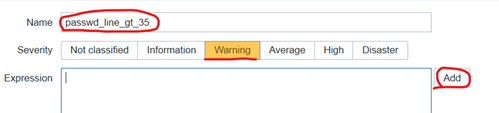 Name passwd_line_gt_35
Severity Not classified Information Warning Average High Disaster
Expression Add